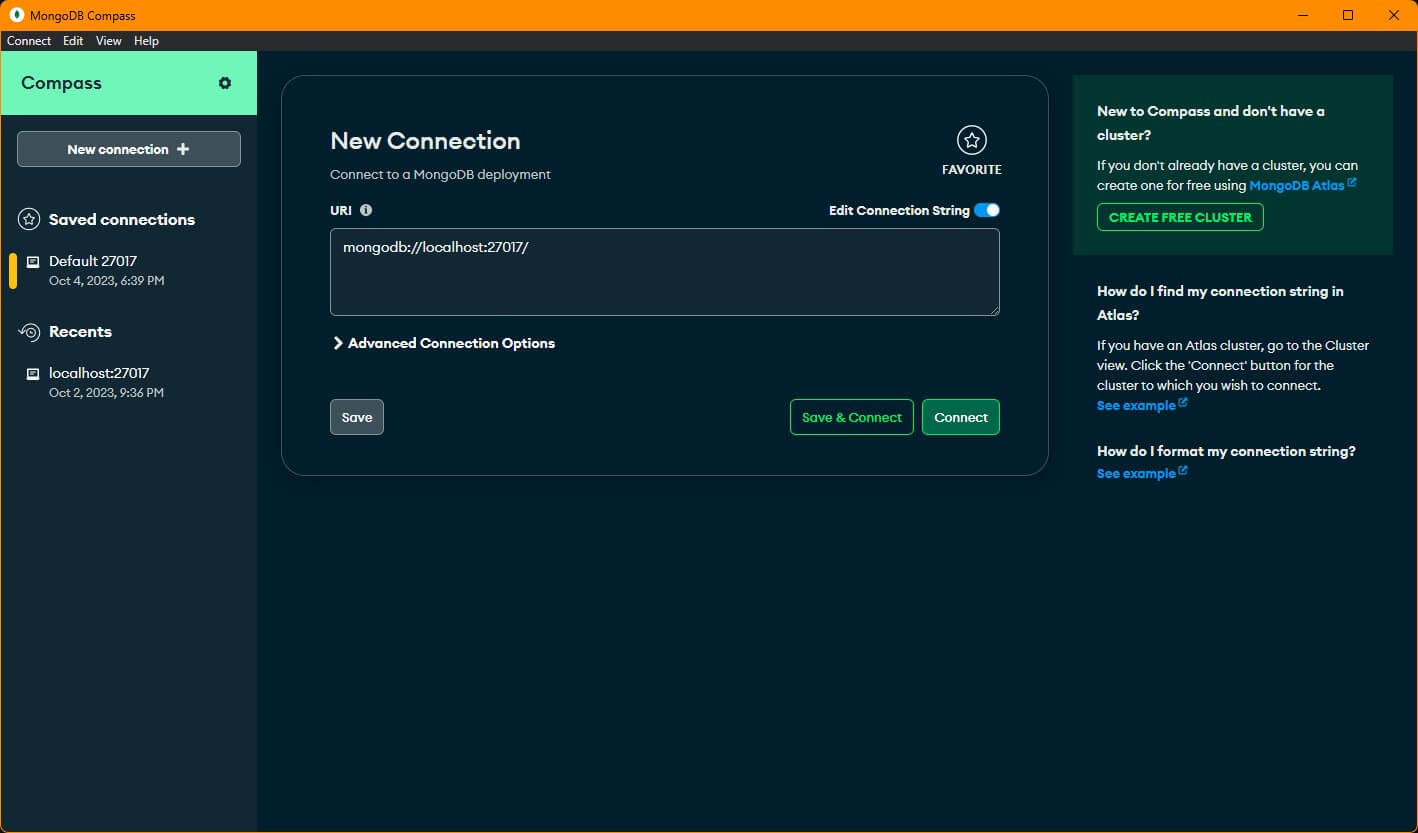 MongoDB Compass
Connect Edit View Help
Compass
New connection
Saved connections
Default 27017
Oct 4, 2023, 6:39 PM
Recents
localhost:27017
Oct 2, 2023, 9:36 PM
New Connection
Connect to a MongoDB deployment
FAVORITE
URI
Edit Connection String
mongodb://localhost:27017/
Advanced Connection Options
Save
Save & Connect
Connect
New to Compass and don't have a
cluster?
If you don't already have a cluster, you can
create one for free using MongoDB Atlas
CREATE FREE CLUSTER
How do I find my connection string in
Atlas?
If you have an Atlas cluster, go to the Cluster
view. Click the 'Connect' button for the
cluster to which you wish to connect.
See example
How do I format my connection string?
See example